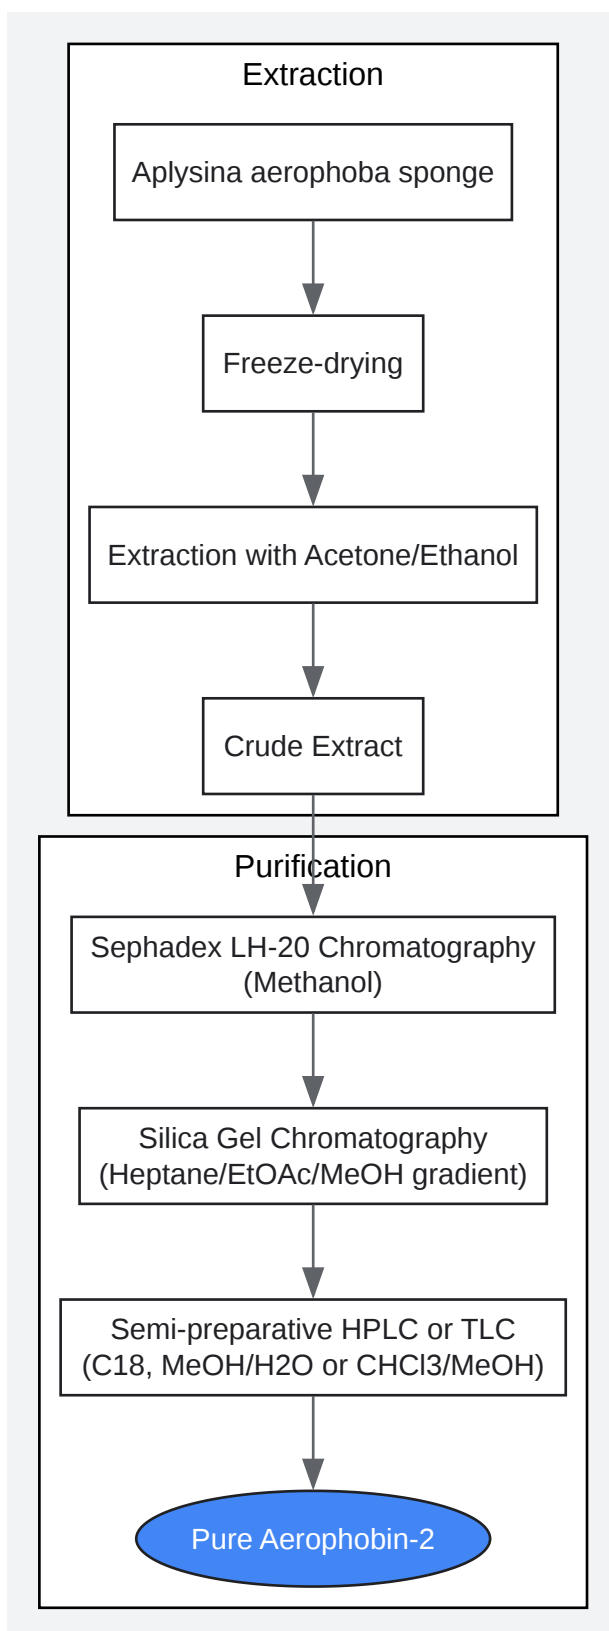 Extraction
Aplysina aerophoba sponge
Freeze-drying
Extraction with Acetone/Ethanol
Crude Extract
Purification
Sephadex LH-20 Chromatography
(Methanol)
Silica Gel Chromatography
(Heptane/EtOAc/MeOH gradient)
Semi-preparative HPLC or TLC
(C18, MeOH/H2O or CHCl3/MeOH)
Pure Aerophobin-2